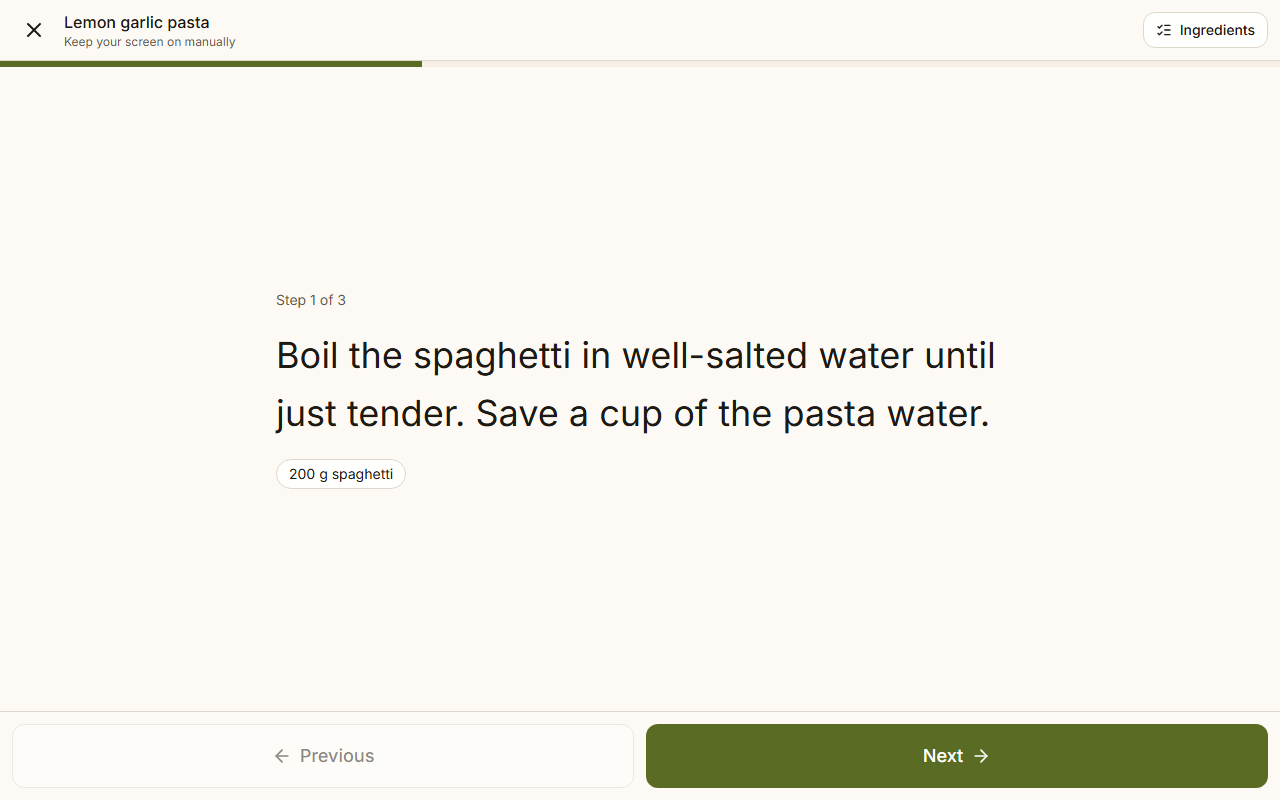 Lemon garlic pasta
Keep your screen on manually
Ingredients
Step 1 of 3
Boil the spaghetti in well-salted water until
just tender. Save a cup of the pasta water.
200 g spaghetti
Previous
Next